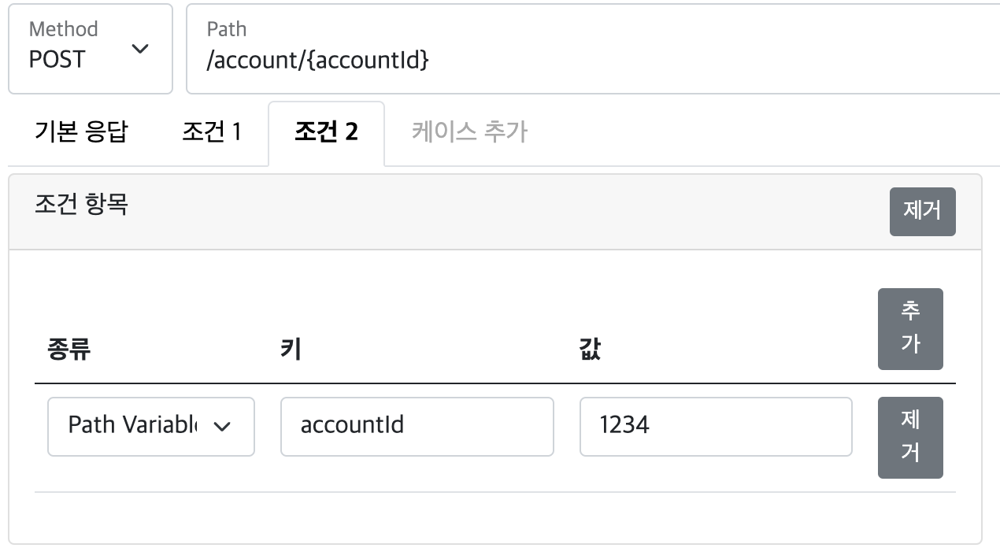 Method
POST
Path
/account/{accountId}
기본 응답
조건 1
조건 2
케이스 추가
조건 항목
제거
종류
키
값
추
가
Path Variabl
accountId
1234
제
거